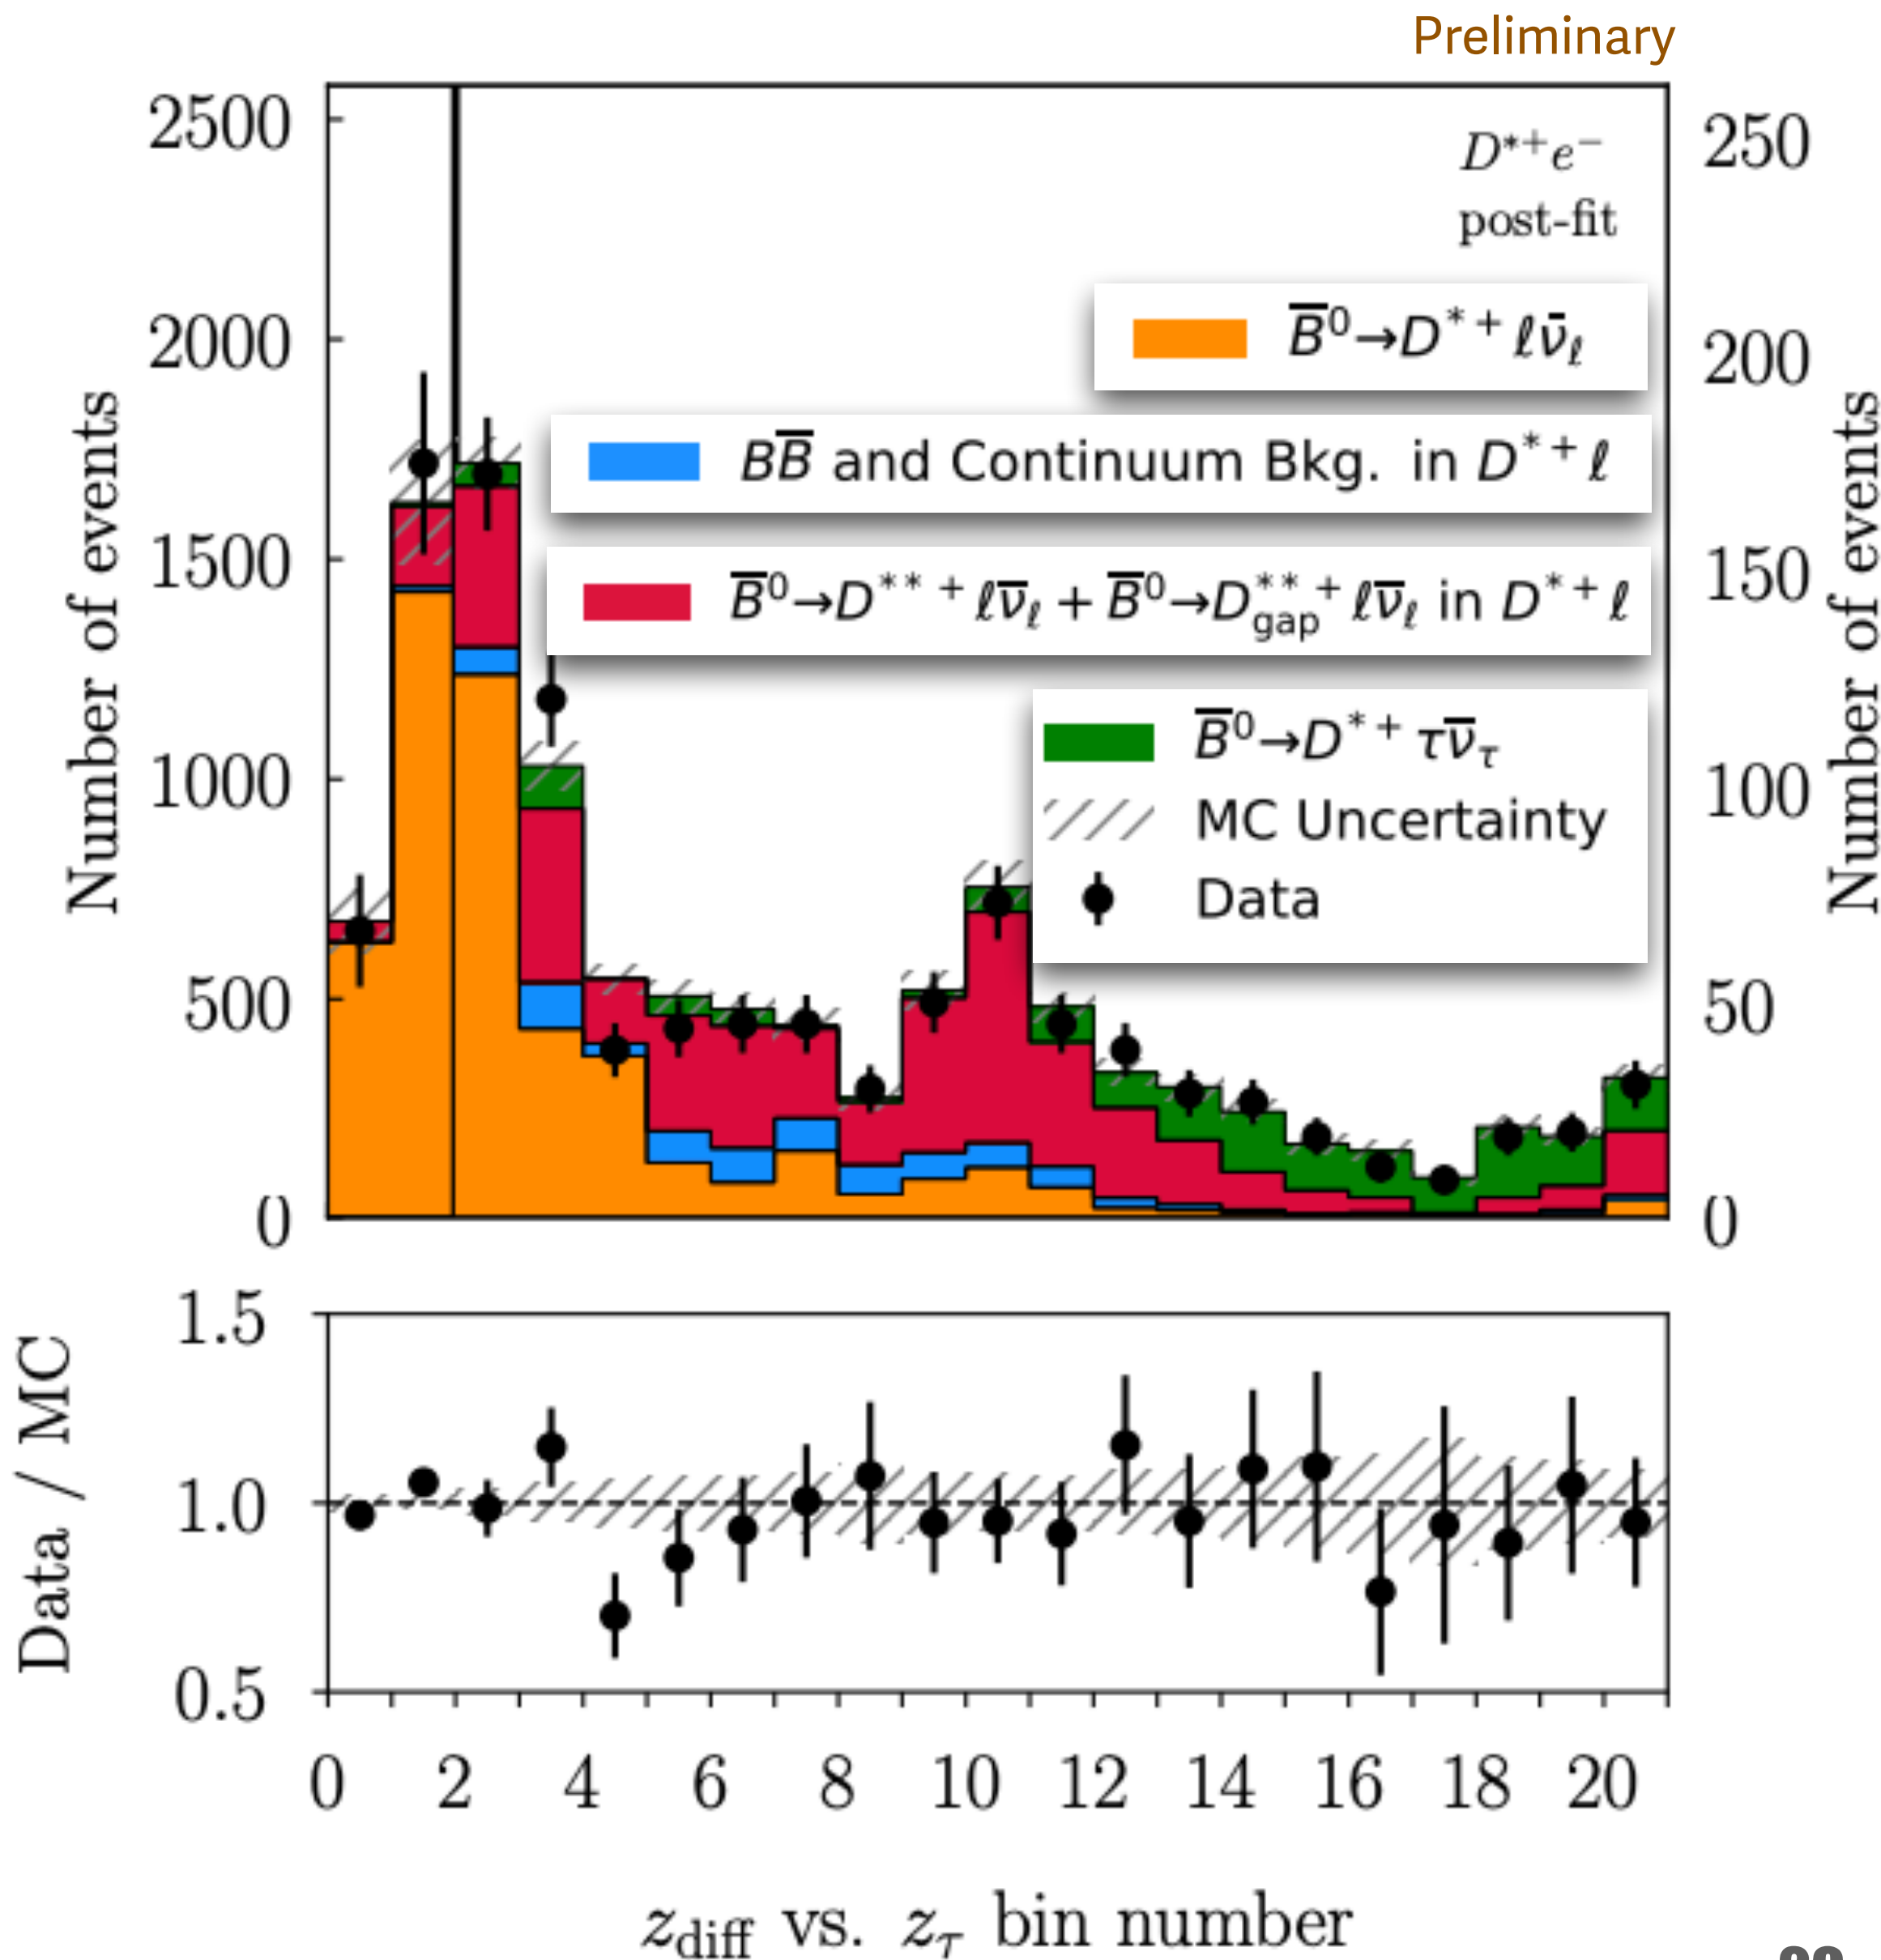 Preliminary
2500
2000
1500
1000
500
0
Number of events
250
200
150
100
50
0
Number of events
D*+e−
post-fit
B̅⁰→D*⁺ℓν̄ℓ
BB̅ and Continuum Bkg. in D*⁺ℓ
B̅⁰→D**⁺ℓν̅ℓ + B̅⁰→D**⁺gap ℓν̅ℓ in D*⁺ℓ
B̅⁰→D*⁺τν̅τ
MC Uncertainty
Data
1.5
1.0
0.5
Data / MC
0 2 4 6 8 10 12 14 16 18 20
zdiff vs. zτ bin number